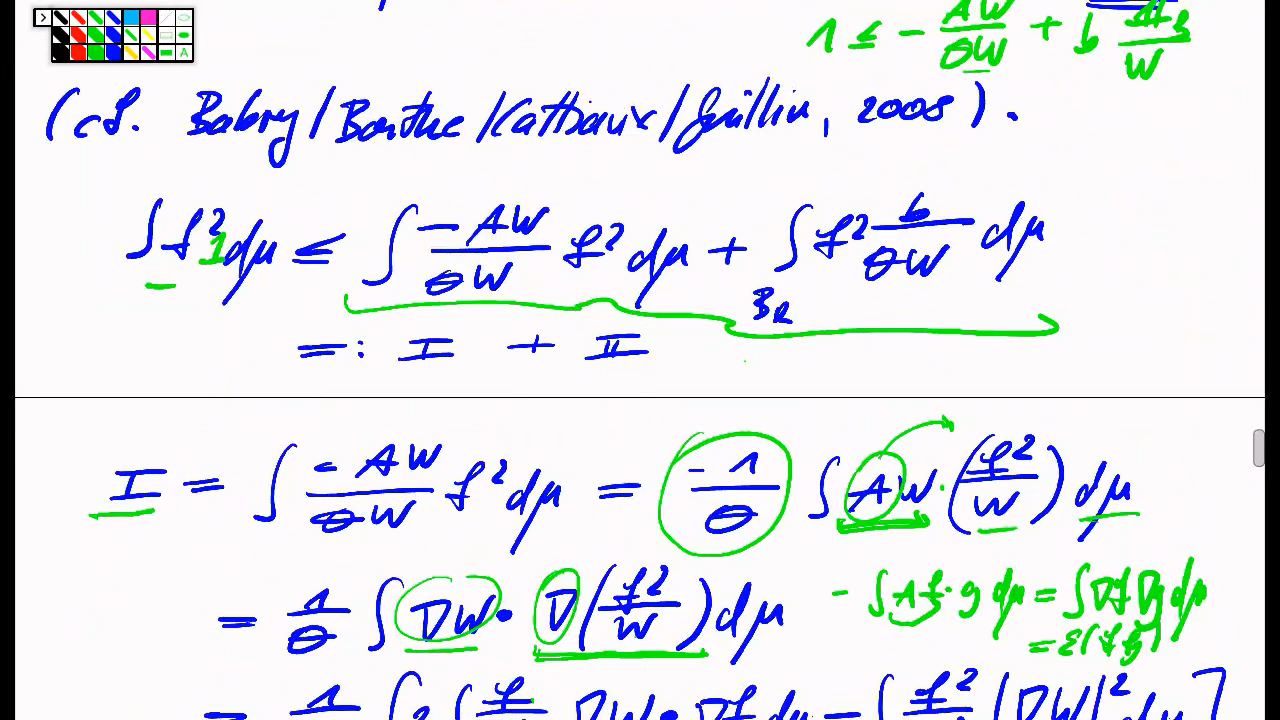 1 ≤ - AW/θW + b 1_B/W
(cf. Bakry/Barthe/Cattiaux/Guillin, 2008).
∫ f² 1 dμ ≤ ∫ -AW/θW f² dμ + ∫_{B_R} f² b/θW dμ
=: I + II
I = ∫ -AW/θW f² dμ = -1/θ ∫ AW · (f²/W) dμ
= 1/θ ∫ ∇W · ∇(f²/W) dμ - ∫ Af · g dμ = ∫ ∇f ∇g dμ
= ε(f, g)